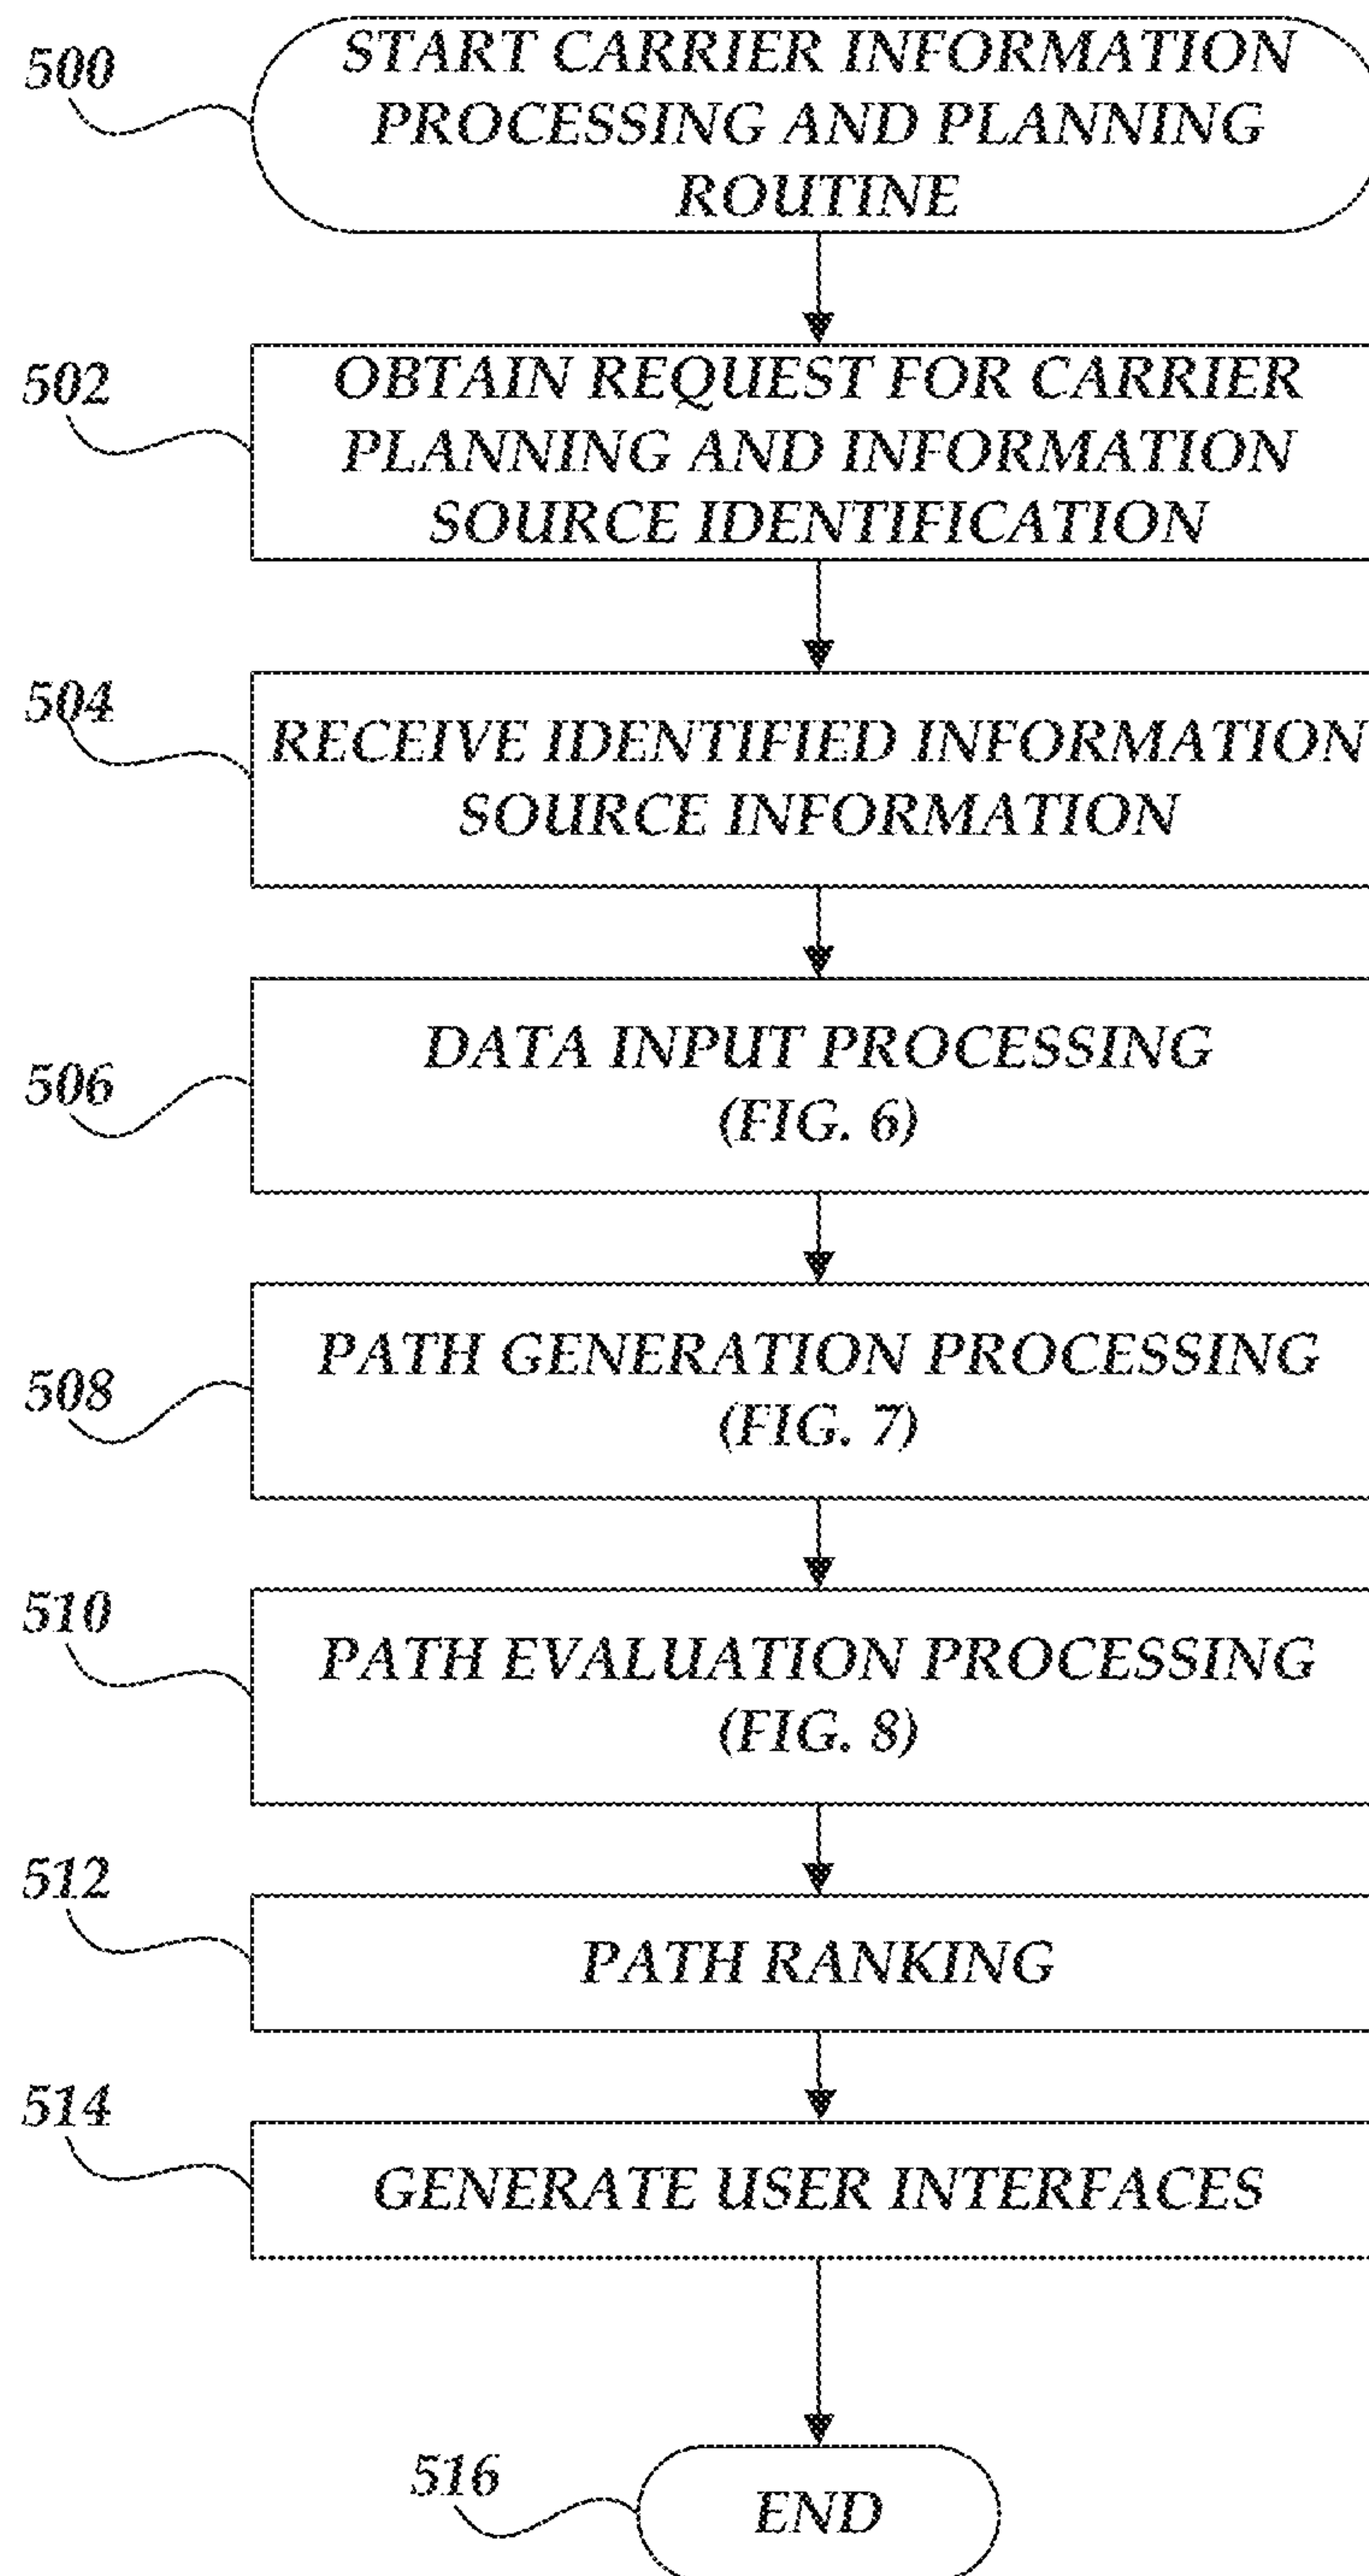 500
START CARRIER INFORMATION
PROCESSING AND PLANNING
ROUTINE
502
OBTAIN REQUEST FOR CARRIER
PLANNING AND INFORMATION
SOURCE IDENTIFICATION
504
RECEIVE IDENTIFIED INFORMATION
SOURCE INFORMATION
506
DATA INPUT PROCESSING
(FIG. 6)
508
PATH GENERATION PROCESSING
(FIG. 7)
510
PATH EVALUATION PROCESSING
(FIG. 8)
512
PATH RANKING
514
GENERATE USER INTERFACES
516
END